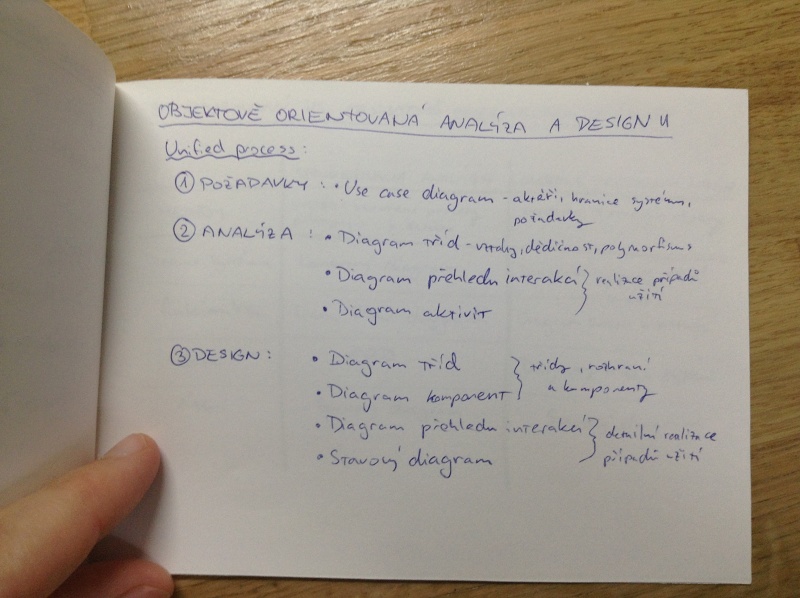 OBJEKTOVĚ ORIENTOVANÁ ANALÝZA A DESIGN U
Unified process:
① POŽADAVKY : • Use case diagram - aktéři, hranice systému,
požadavky
② ANALÝZA : • Diagram tříd - vztahy, dědičnost, polymorfismus
• Diagram přehledu interakcí } realizace případů
užití
• Diagram aktivit
③ DESIGN : • Diagram tříd } třídy, rozhraní
a komponenty
• Diagram komponent
• Diagram přehledu interakcí } detailní realizace
případů užití
• Stavový diagram